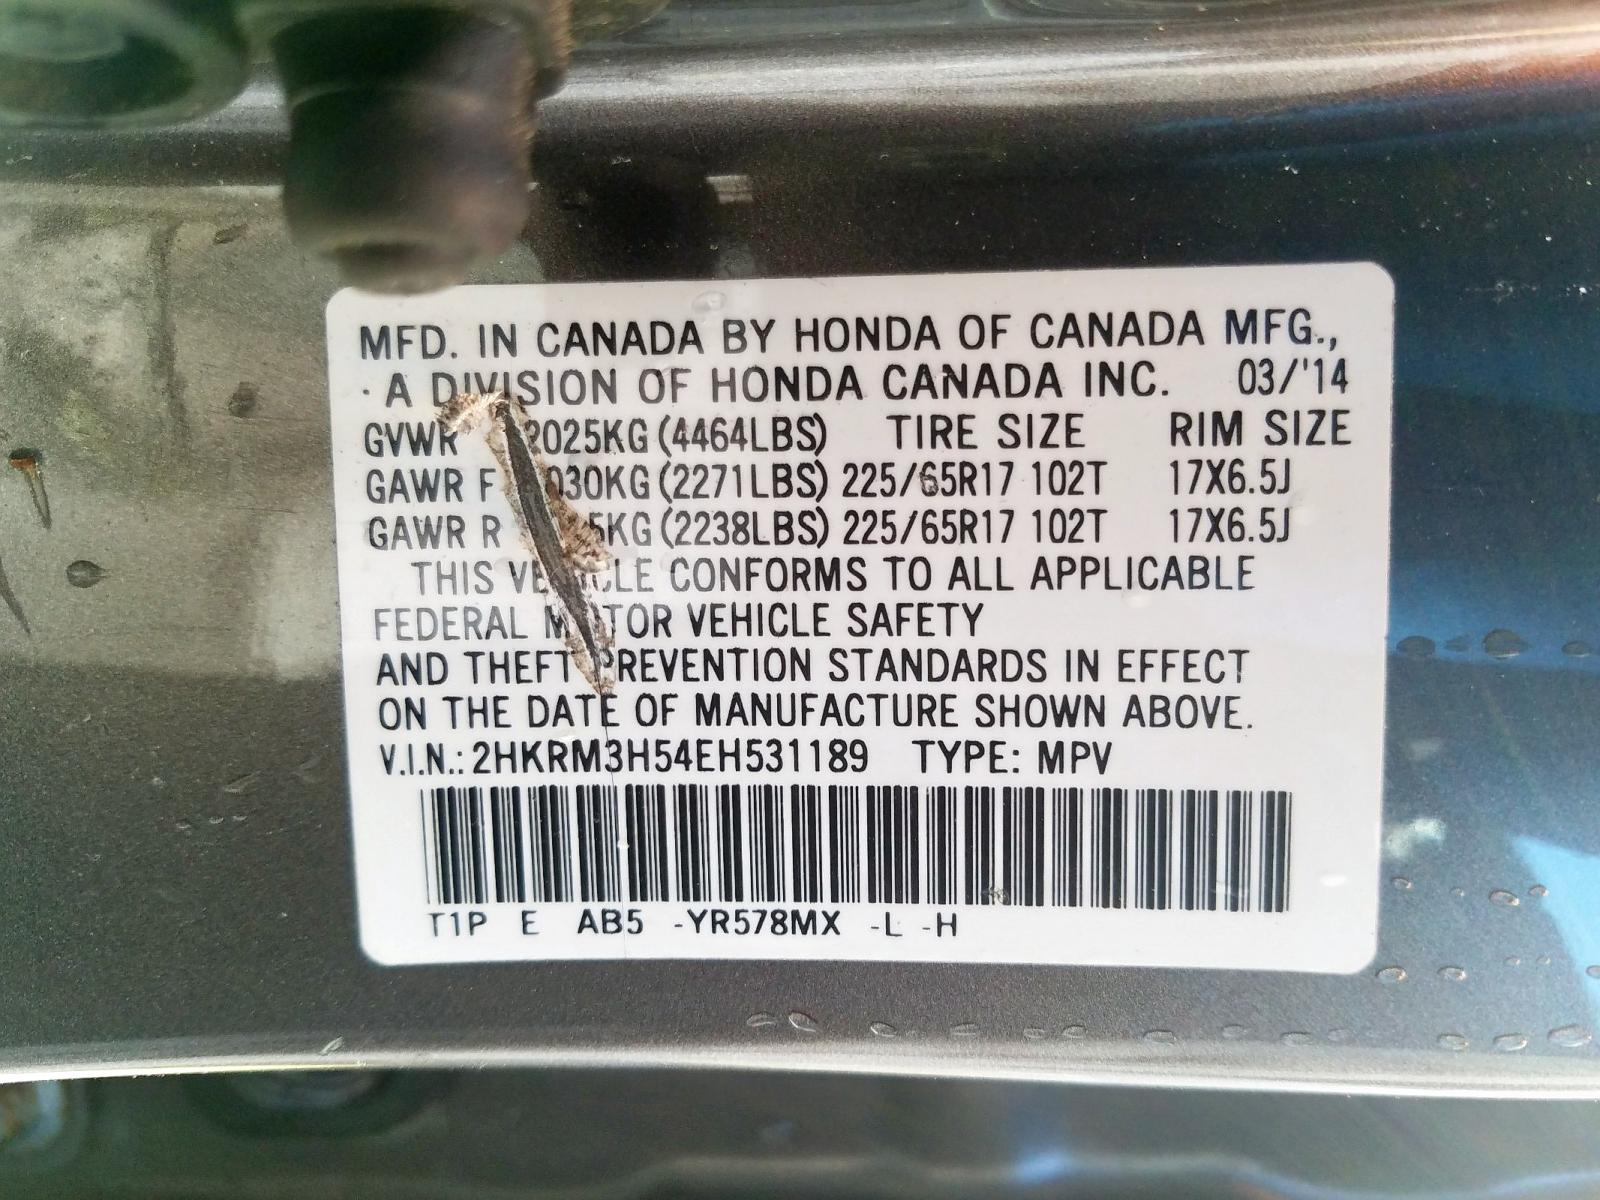 MFD. IN CANADA BY HONDA OF CANADA MFG.,
A DIVISION OF HONDA CANADA INC. 03/'14
GVWR 2025KG (4464LBS) TIRE SIZE RIM SIZE
GAWR F (2271LBS) 225/65R17 102T 17X6.5J
GAWR R (2238LBS) 225/65R17 102T 17X6.5J
THIS VEHICLE CONFORMS TO ALL APPLICABLE
FEDERAL MOTOR VEHICLE SAFETY
AND THEFT PREVENTION STANDARDS IN EFFECT
ON THE DATE OF MANUFACTURE SHOWN ABOVE.
V.I.N.: 2HKRM3H54EH531189 TYPE: MPV
T1P E AB5 -YR578MX -L -H